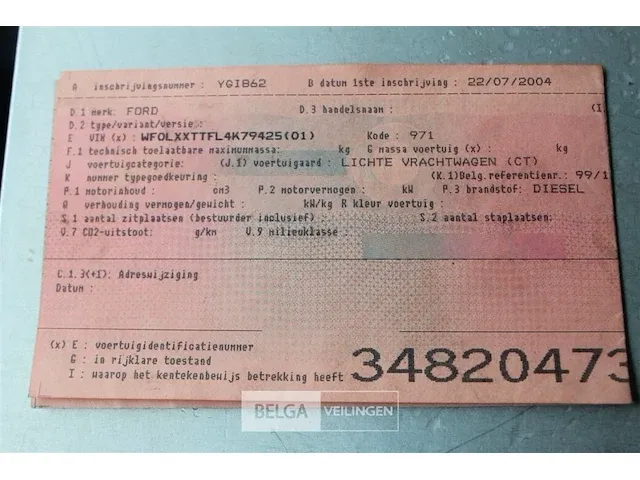 A inschrijvingsnummer : YGIB62 B datum 1ste inschrijving : 22/07/2004
D.1 merk: FORD D.3 handelsnaam : (I
D.2 type/variant/versie :
E VIN (x) : WFOLXXTTFL4K79425(01) Kode : 971
F.1 technisch toelaatbare maximummassa: kg G massa voertuig (x) : kg
J voertuigcategorie: (J.1) voertuigaard : LICHTE VRACHTWAGEN (CT)
K nummer typegoedkeuring : (K.1)Belg.referentienr.: 99/1
P.1 motorinhoud : cm3 P.2 motorvermogen : kW P.3 brandstof: DIESEL
Q verhouding vermogen/gewicht : kW/kg R kleur voertuig :
S.1 aantal zitplaatsen (bestuurder inclusief) : S.2 aantal staplaatsen:
V.7 CO2-uitstoot: g/km V.9 milieuklasse :
C.1.3(+1): Adreswijziging
Datum :
(x) E : voertuigidentificatienummer
G : in rijklare toestand
I : waarop het kentekenbewijs betrekking heeft
34820473
BELGA VEILINGEN